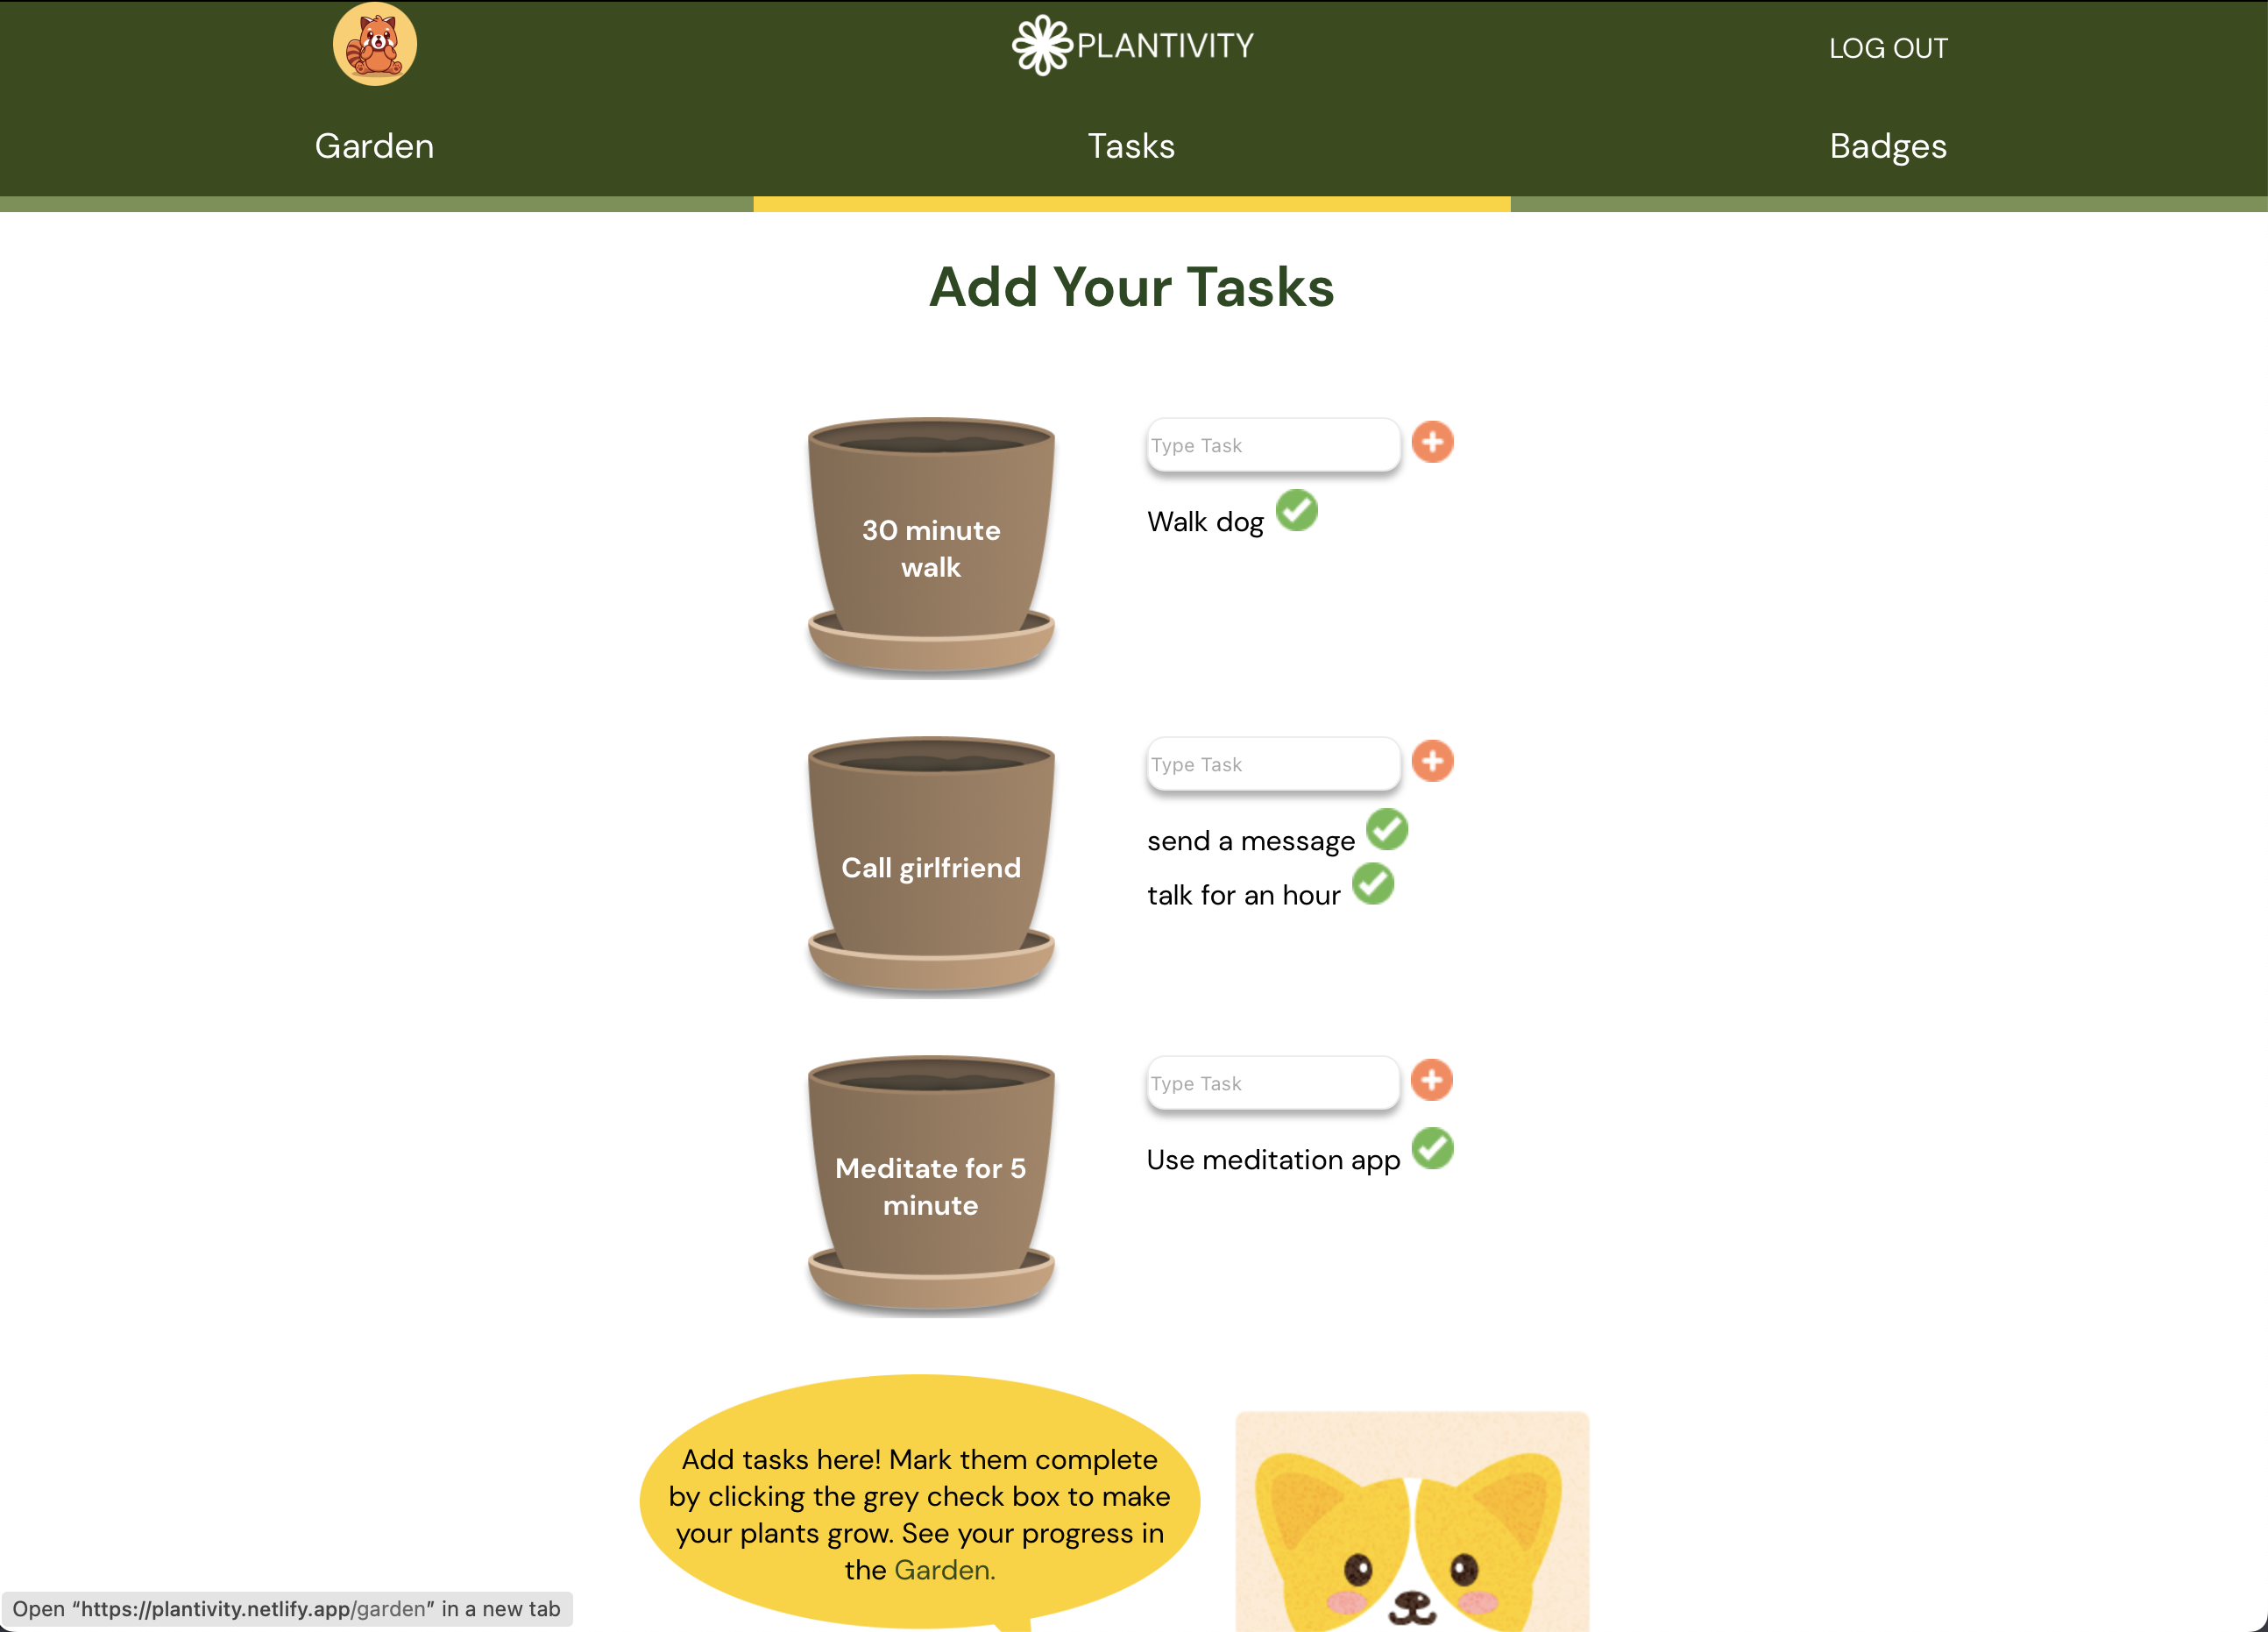 PLANTIVITY
LOG OUT
Garden
Tasks
Badges
Add Your Tasks
30 minute
walk
Type Task
Walk dog
Call girlfriend
Type Task
send a message
talk for an hour
Meditate for 5
minute
Type Task
Use meditation app
Add tasks here! Mark them complete
by clicking the grey check box to make
your plants grow. See your progress in
the Garden.
Open “https://plantivity.netlify.app/garden” in a new tab